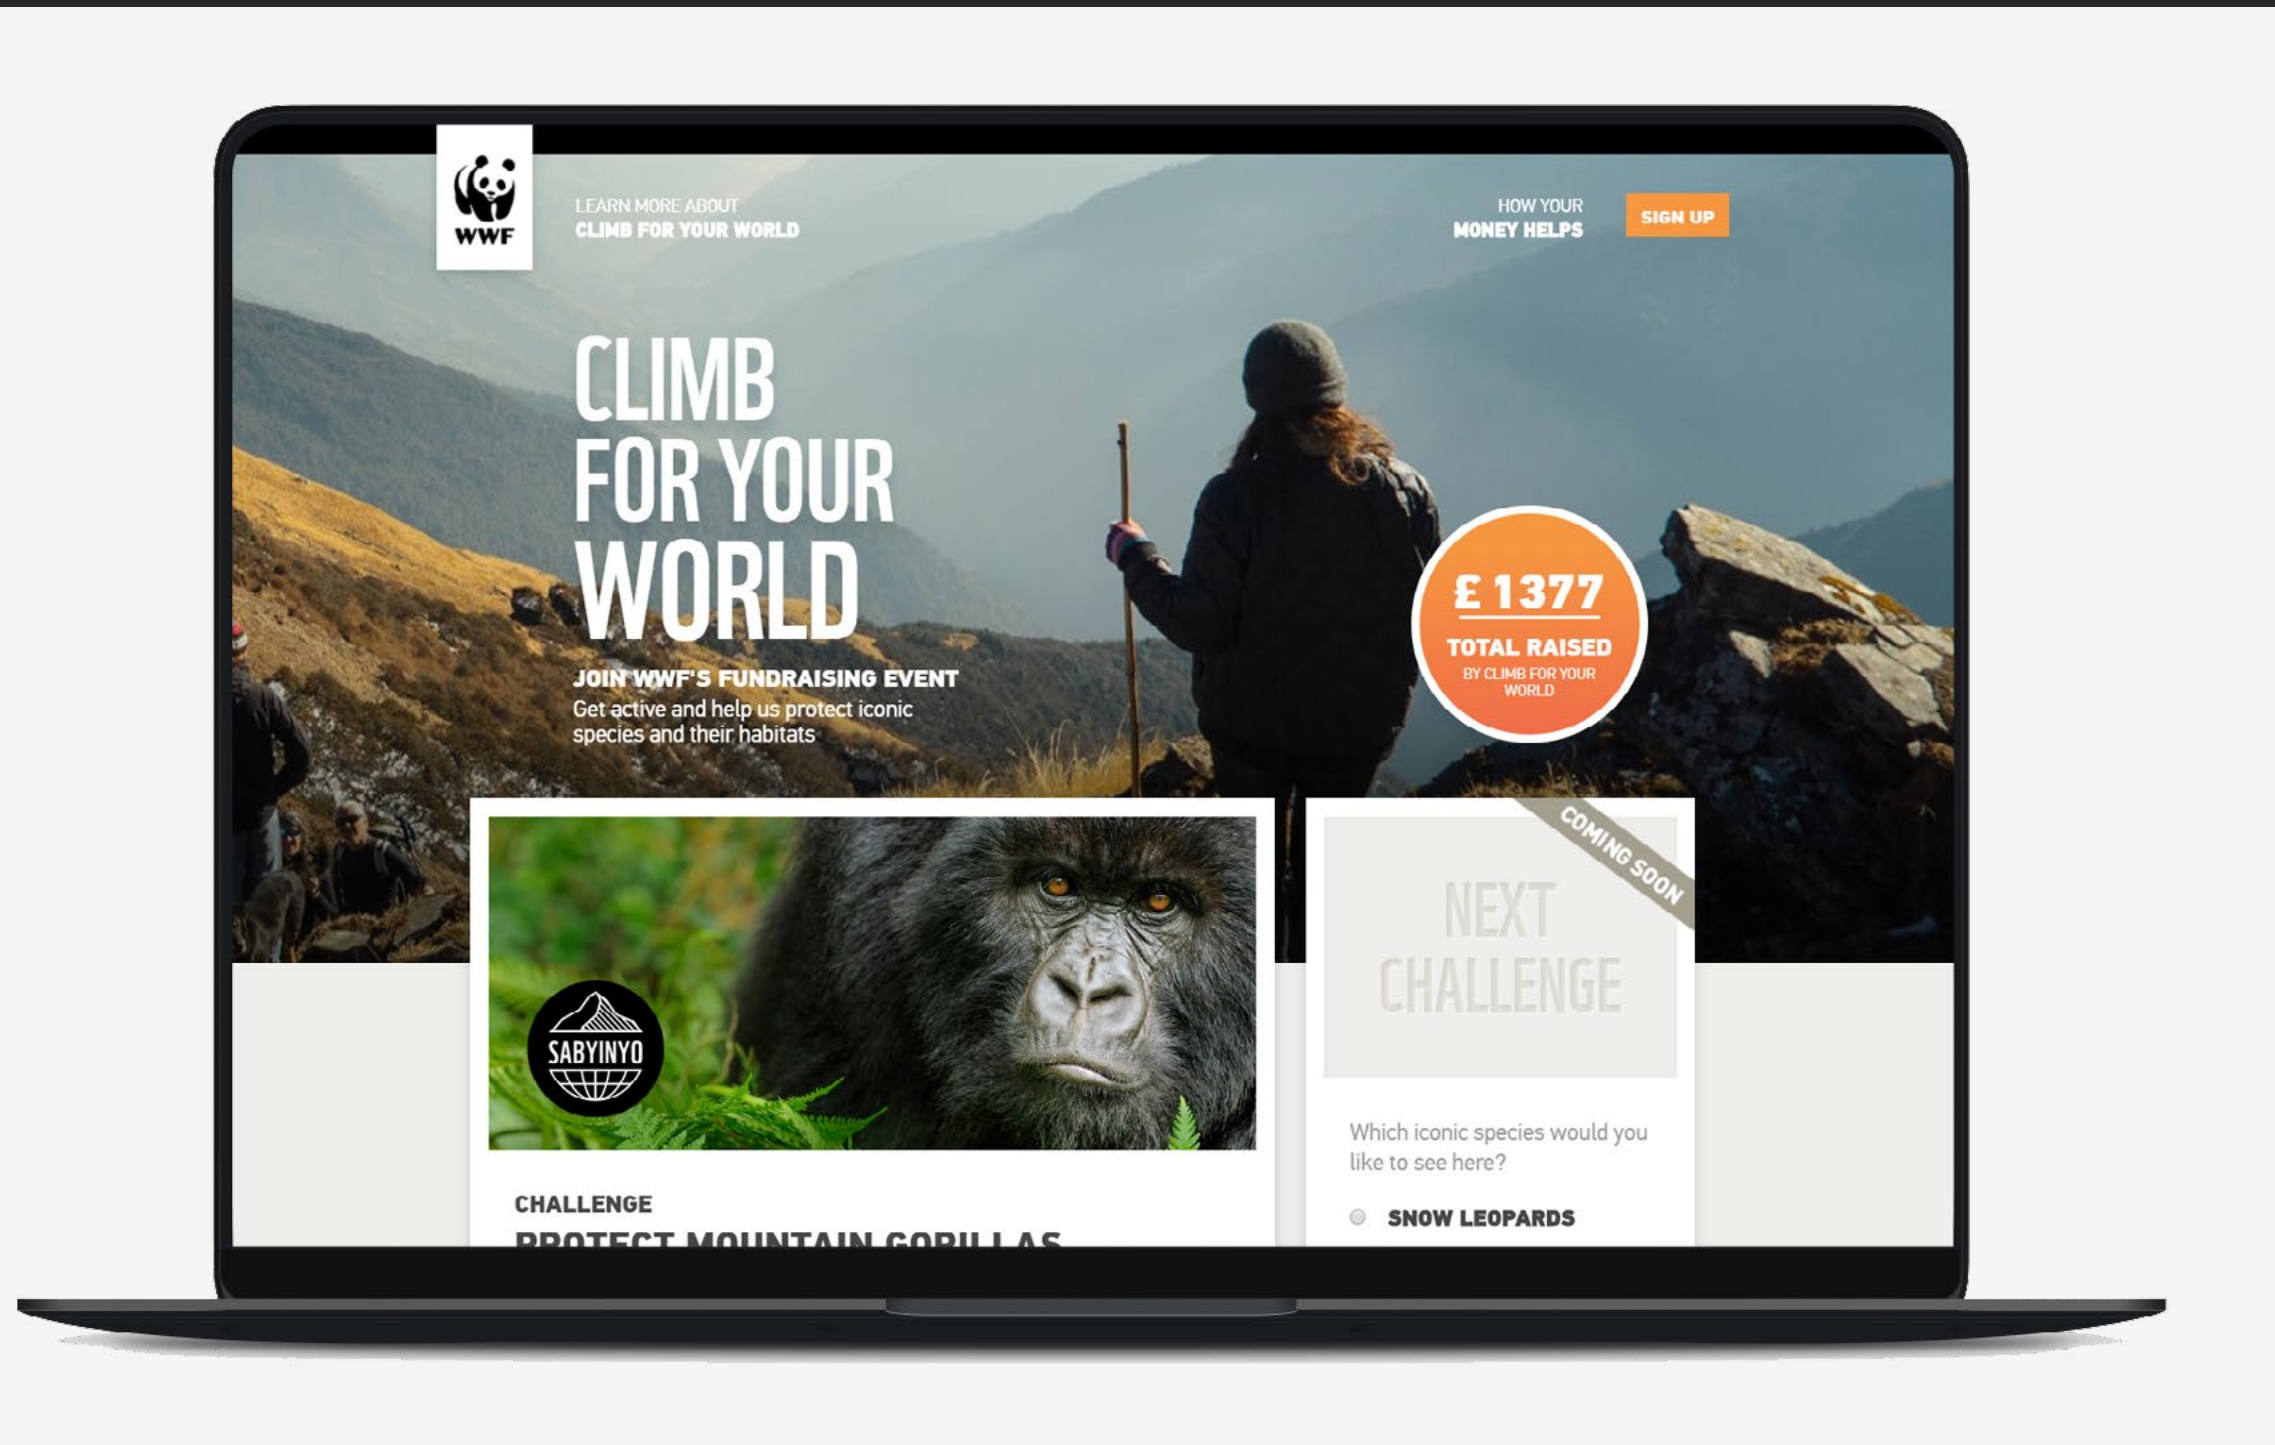 WWF
LEARN MORE ABOUT
CLIMB FOR YOUR WORLD
HOW YOUR
MONEY HELPS
SIGN UP
CLIMB
FOR YOUR
WORLD
JOIN WWF'S FUNDRAISING EVENT
Get active and help us protect iconic
species and their habitats
£ 1377
TOTAL RAISED
BY CLIMB FOR YOUR
WORLD
SABYINYO
CHALLENGE
PROTECT MOUNTAIN GORILLAS
COMING SOON
NEXT
CHALLENGE
Which iconic species would you
like to see here?
SNOW LEOPARDS